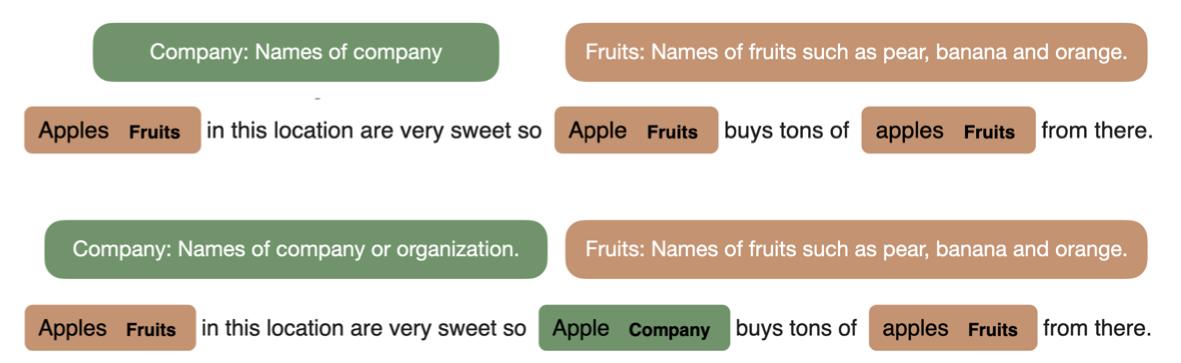 Company: Names of company Fruits: Names of fruits such as pear, banana and orange.
Apples Fruits in this location are very sweet so Apple Fruits buys tons of apples Fruits from there.
Company: Names of company or organization. Fruits: Names of fruits such as pear, banana and orange.
Apples Fruits in this location are very sweet so Apple Company buys tons of apples Fruits from there.